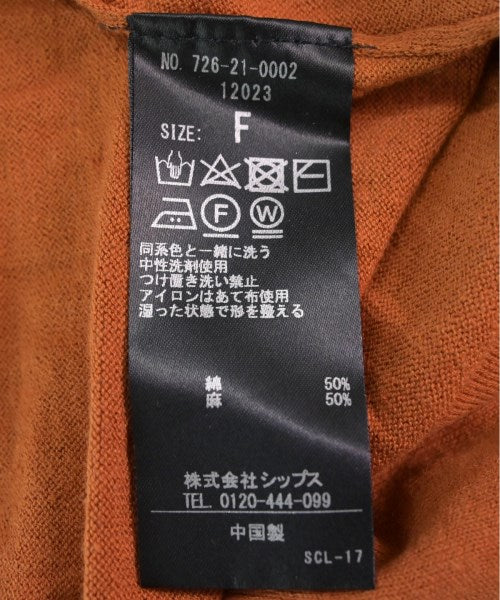 NO. 726-21-0002
12023
SIZE: F
F W
同系色と一緒に洗う
中性洗剤使用
つけ置き洗い禁止
アイロンはあて布使用
湿った状態で形を整える
綿 50%
麻 50%
株式会社シップス
TEL. 0120-444-099
中国製
SCL-17